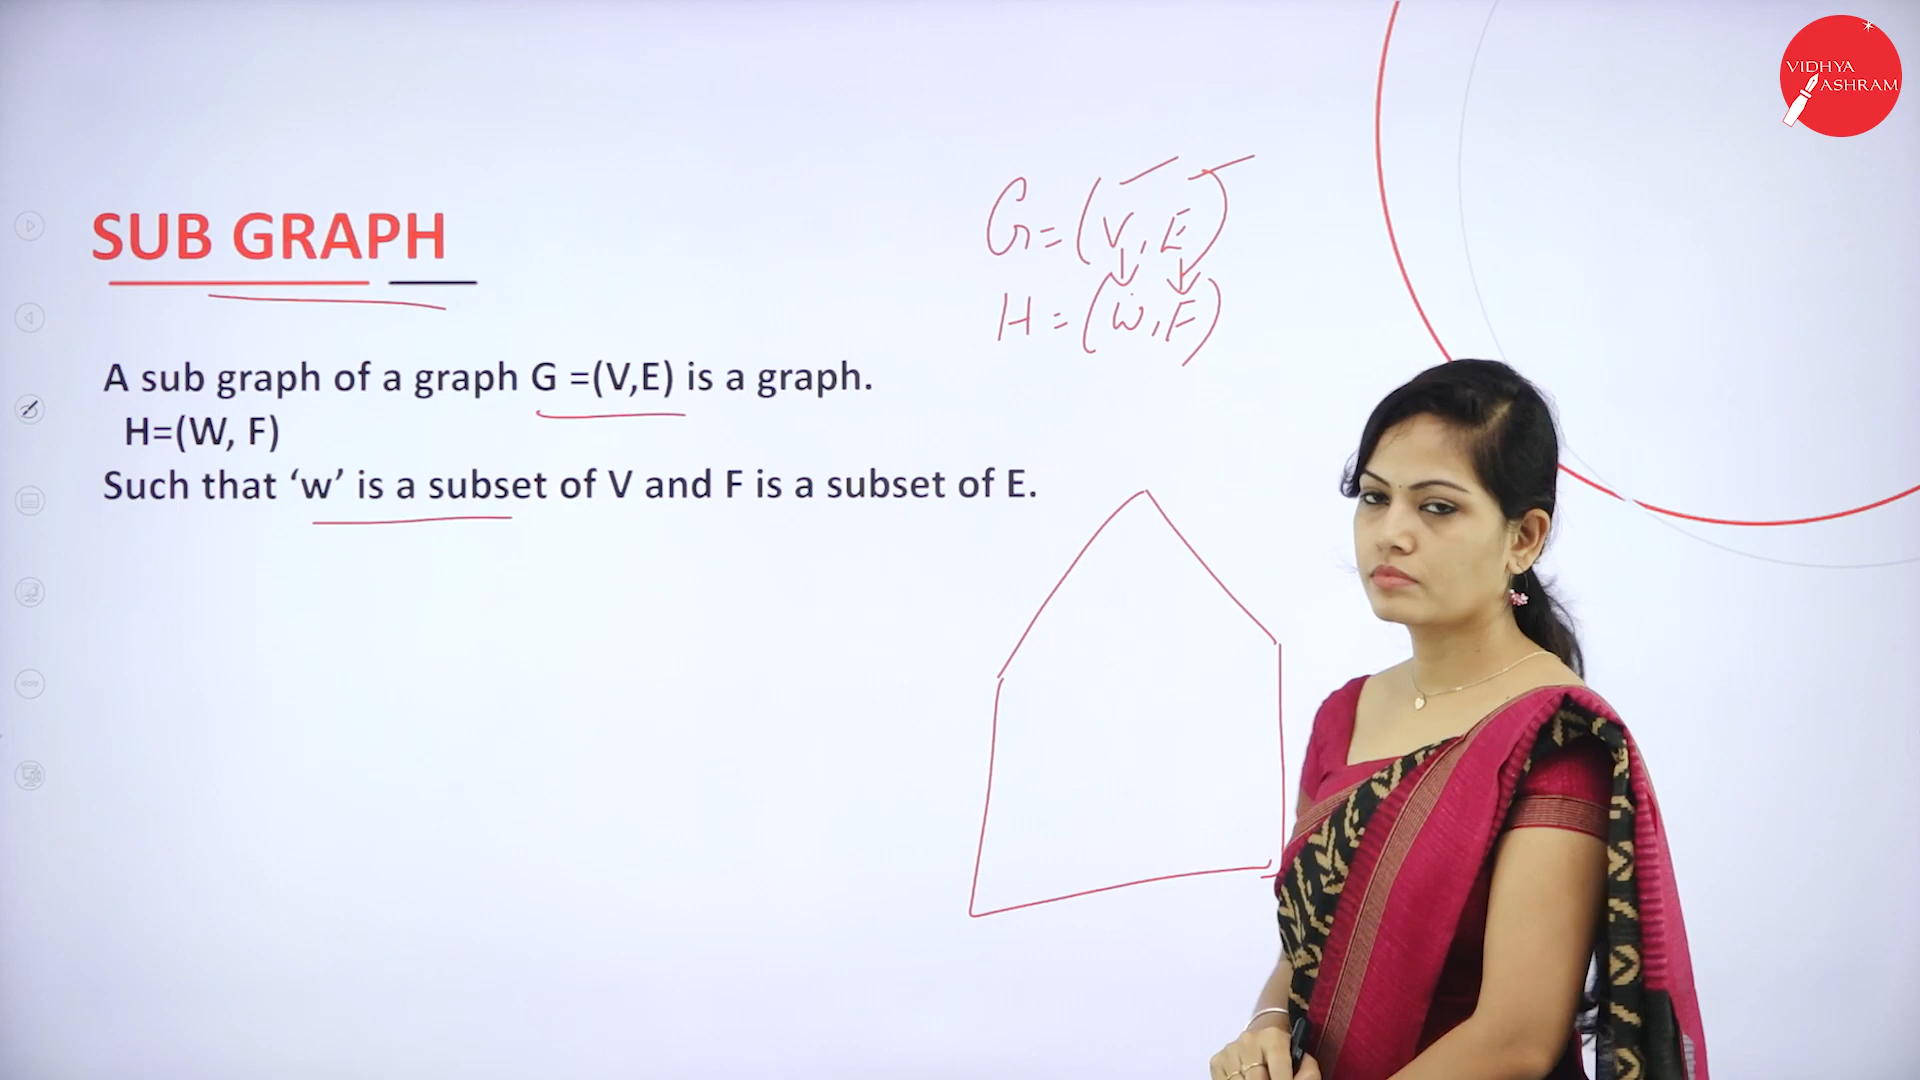 VIDHYA
ASHRAM
SUB GRAPH
G=(V,E)
H=(W,F)
A sub graph of a graph G =(V,E) is a graph.
H=(W, F)
Such that ‘w’ is a subset of V and F is a subset of E.